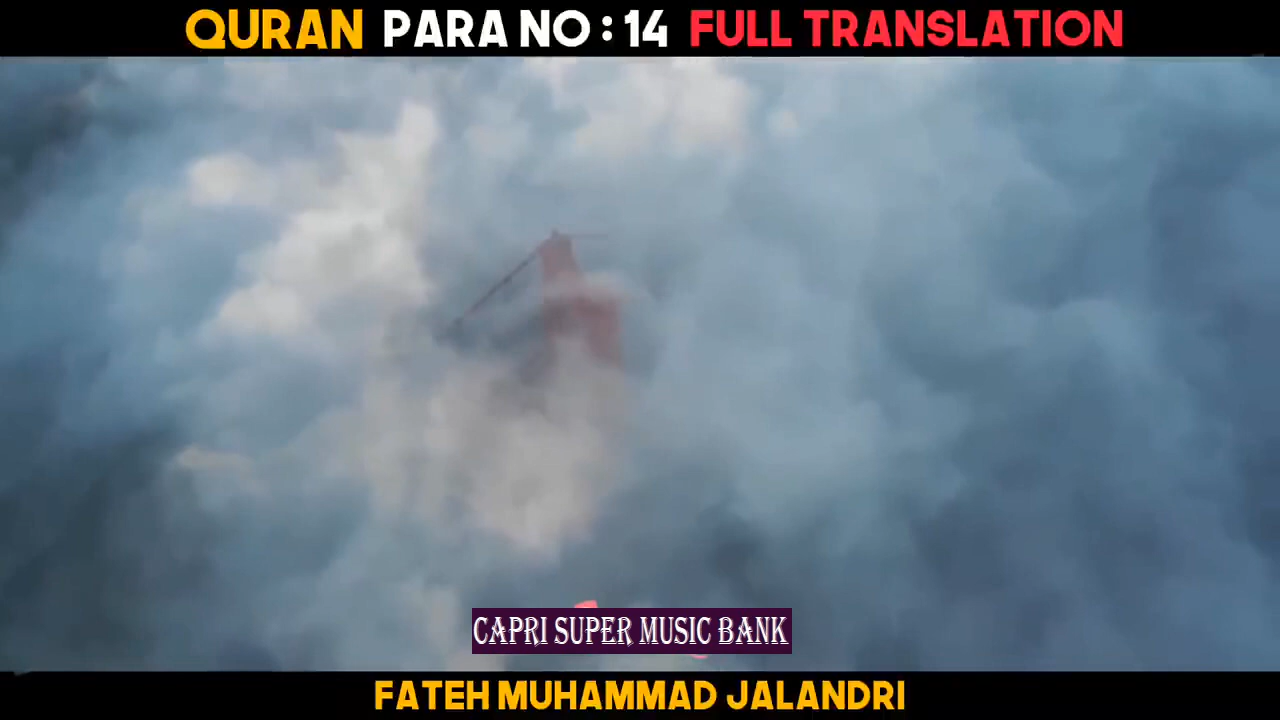 QURAN PARA NO : 14 FULL TRANSLATION
CAPRI SUPER MUSIC BANK
FATEH MUHAMMAD JALANDRI